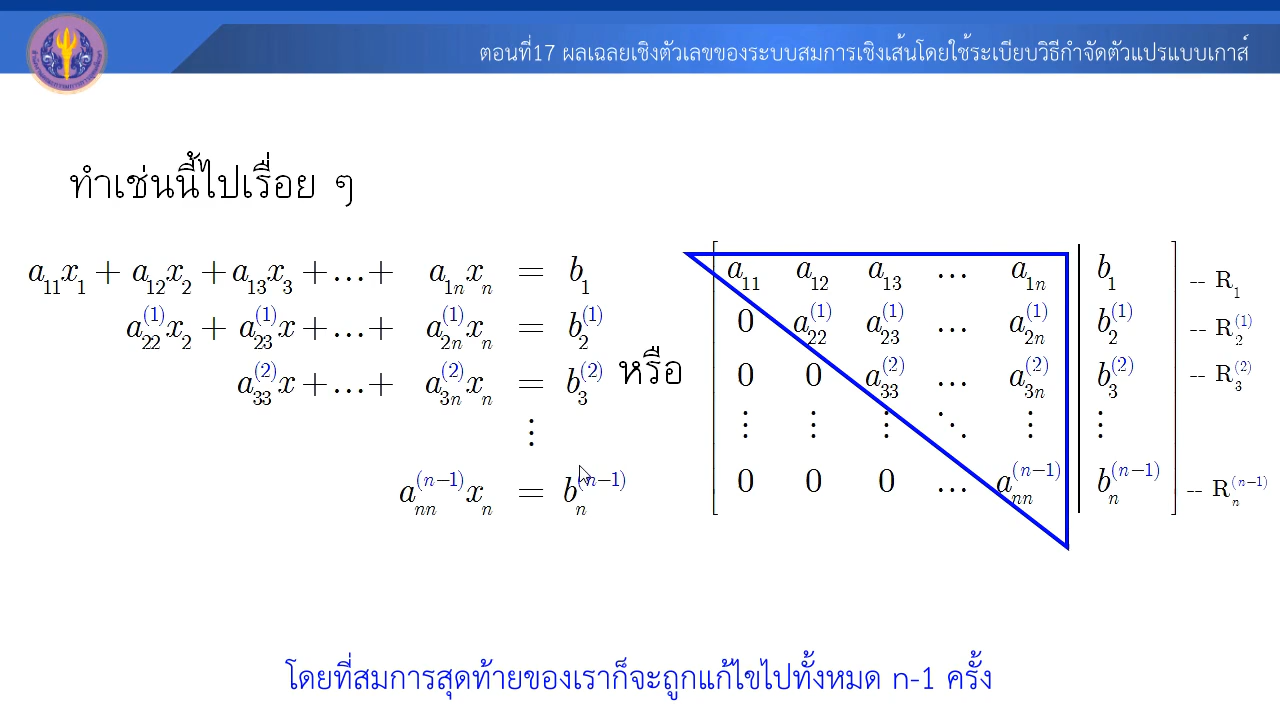 ตอนที่17 ผลเฉลยเชิงตัวเลขของระบบสมการเชิงเส้นโดยใช้ระเบียบวิธีกำจัดตัวแปรแบบเกาส์
ทำเช่นนี้ไปเรื่อย ๆ
a₁₁x₁ + a₁₂x₂ + a₁₃x₃ + ... + a₁ₙxₙ = b₁
a₂₂⁽¹⁾x₂ + a₂₃⁽¹⁾x + ... + a₂ₙ⁽¹⁾xₙ = b₂⁽¹⁾
a₃₃⁽²⁾x + ... + a₃ₙ⁽²⁾xₙ = b₃⁽²⁾
⋮
aₙₙ⁽ⁿ⁻¹⁾xₙ = bₙ⁽ⁿ⁻¹⁾
หรือ
a₁₁ a₁₂ a₁₃ ... a₁ₙ | b₁ -- R₁
0 a₂₂⁽¹⁾ a₂₃⁽¹⁾ ... a₂ₙ⁽¹⁾ | b₂⁽¹⁾ -- R₂⁽¹⁾
0 0 a₃₃⁽²⁾ ... a₃ₙ⁽²⁾ | b₃⁽²⁾ -- R₃⁽²⁾
⋮ ⋮ ⋮ ⋱ ⋮ | ⋮
0 0 0 ... aₙₙ⁽ⁿ⁻¹⁾ | bₙ⁽ⁿ⁻¹⁾ -- Rₙ⁽ⁿ⁻¹⁾
โดยที่สมการสุดท้ายของเราก็จะถูกแก้ไขไปทั้งหมด n-1 ครั้ง